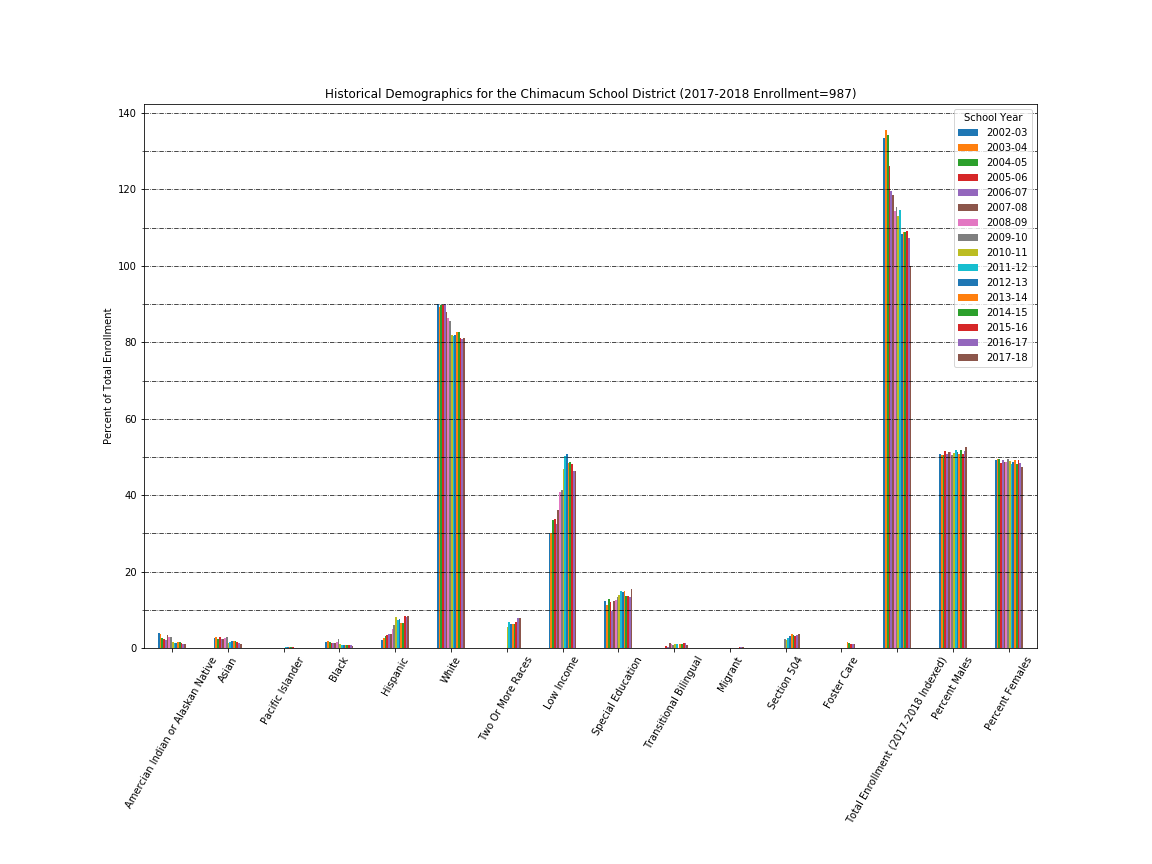 Historical Demographics for the Chimacum School District (2017-2018 Enrollment=987)
Percent of Total Enrollment
140
120
100
80
60
40
20
0
School Year
2002-03
2003-04
2004-05
2005-06
2006-07
2007-08
2008-09
2009-10
2010-11
2011-12
2012-13
2013-14
2014-15
2015-16
2016-17
2017-18
Amercian Indian or Alaskan Native
Asian
Pacific Islander
Black
Hispanic
White
Two Or More Races
Low Income
Special Education
Transitional Bilingual
Migrant
Section 504
Foster Care
Total Enrollment (2017-2018 Indexed)
Percent Males
Percent Females